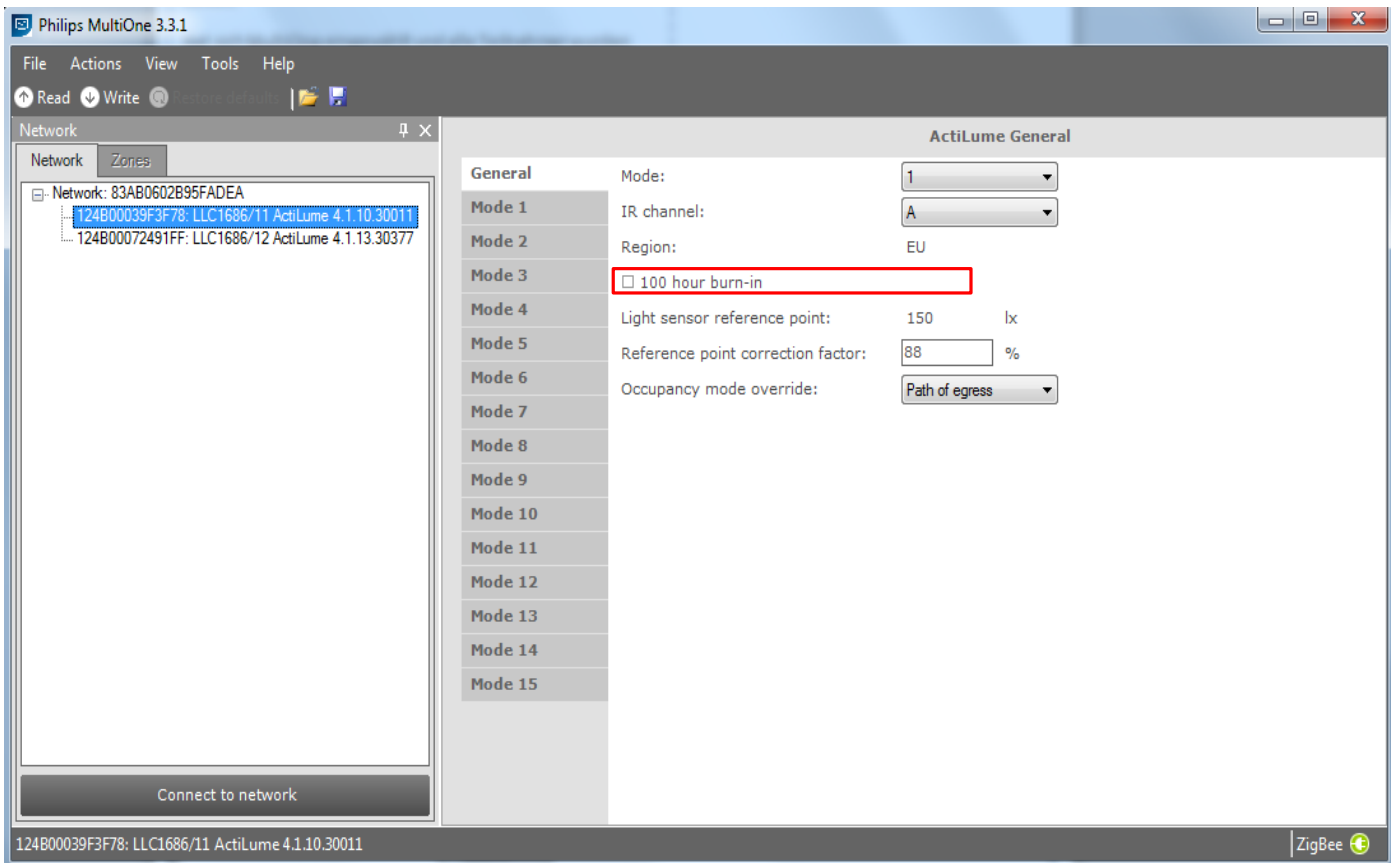 Philips MultiOne 3.3.1
File Actions View Tools Help
Read Write Restore defaults
Network
Network Zones
Network: 83AB0602B95FADEA
124B00039F3F78: LLC1686/11 ActiLume 4.1.10.30011
124B00072491FF: LLC1686/12 ActiLume 4.1.13.30377
Connect to network
ActiLume General
General
Mode 1
Mode 2
Mode 3
Mode 4
Mode 5
Mode 6
Mode 7
Mode 8
Mode 9
Mode 10
Mode 11
Mode 12
Mode 13
Mode 14
Mode 15
Mode: 1
IR channel: A
Region: EU
100 hour burn-in
Light sensor reference point: 150 lx
Reference point correction factor: 88 %
Occupancy mode override: Path of egress
124B00039F3F78: LLC1686/11 ActiLume 4.1.10.30011
ZigBee